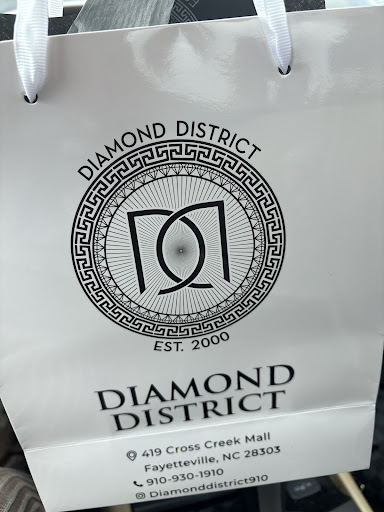 DIAMOND DISTRICT
EST. 2000
DIAMOND
DISTRICT
419 Cross Creek Mall
Fayetteville, NC 28303
910-930-1910
Diamonddistrict910